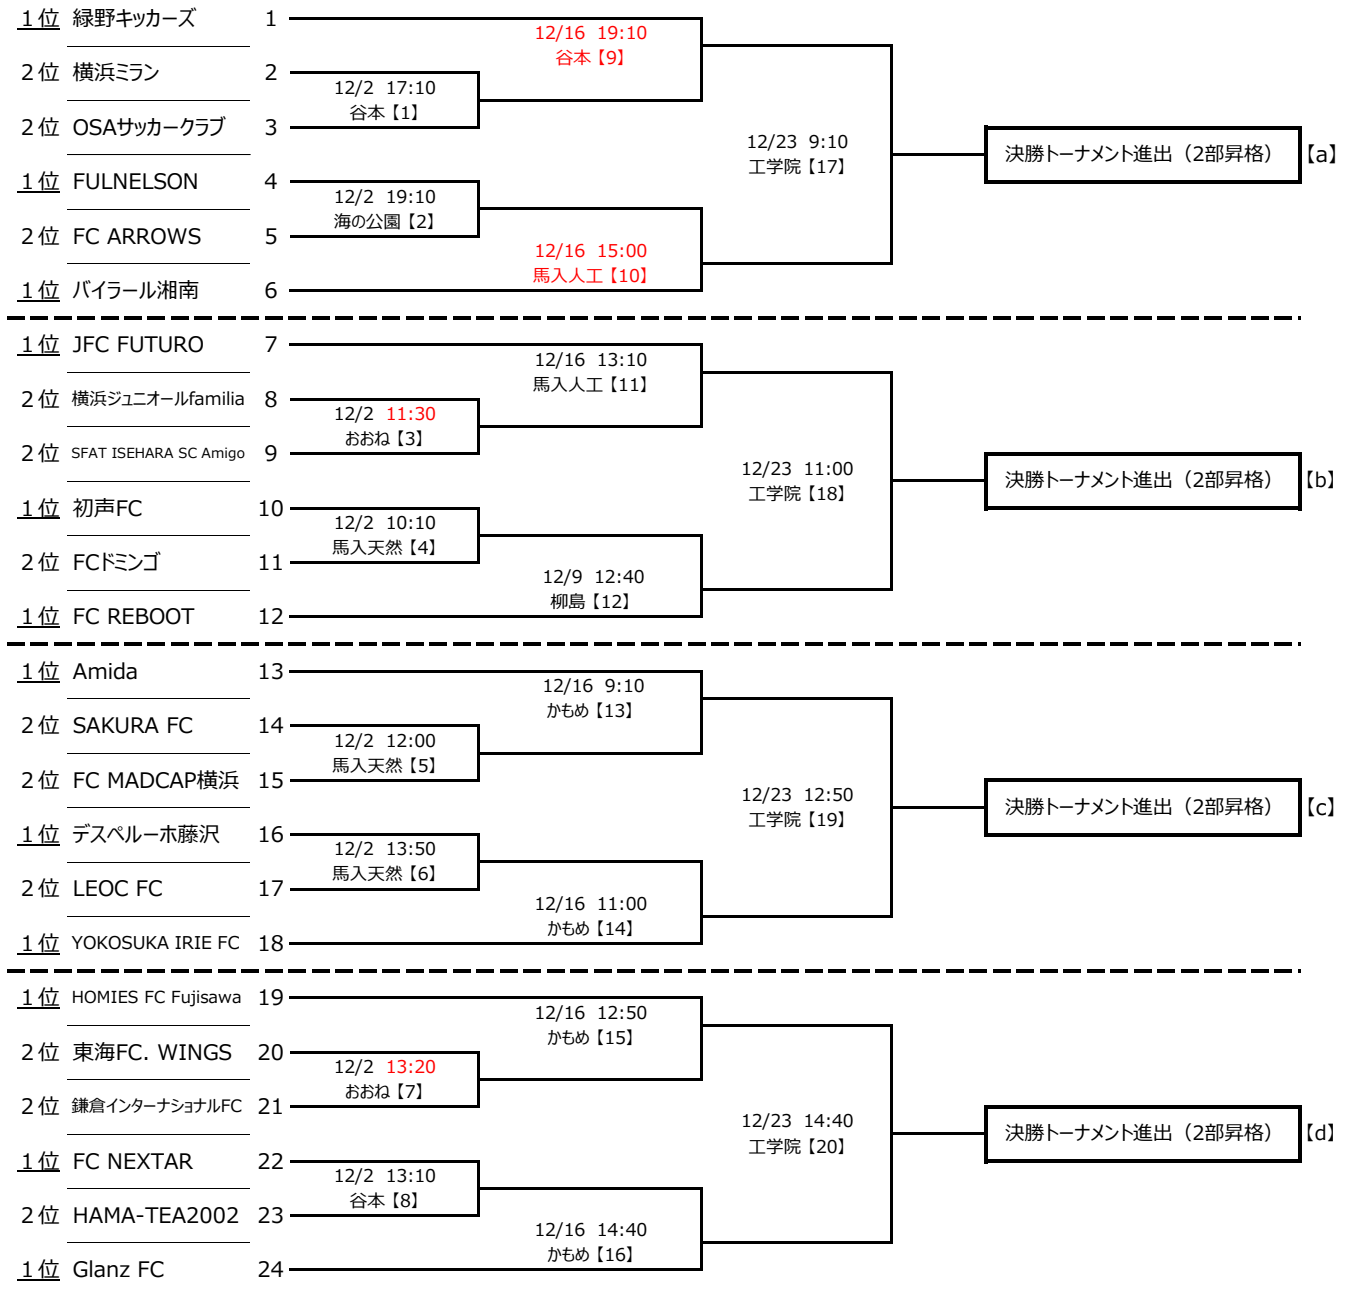 1位 緑野キッカーズ 1
12/16 19:10
谷本【9】
2位 横浜ミラン 2
12/2 17:10
谷本【1】
2位 OSAサッカークラブ 3
12/23 9:10
工学院【17】
決勝トーナメント進出（2部昇格） 【a】
1位 FULNELSON 4
12/2 19:10
海の公園【2】
2位 FC ARROWS 5
12/16 15:00
馬入人工【10】
1位 バイラール湘南 6
1位 JFC FUTURO 7
12/16 13:10
馬入人工【11】
2位 横浜ジュニオールfamilia 8
12/2 11:30
おおね【3】
2位 SFAT ISEHARA SC Amigo 9
12/23 11:00
工学院【18】
決勝トーナメント進出（2部昇格） 【b】
1位 初声FC 10
12/2 10:10
馬入天然【4】
2位 FCドミンゴ 11
12/9 12:40
柳島【12】
1位 FC REBOOT 12
1位 Amida 13
12/16 9:10
かもめ【13】
2位 SAKURA FC 14
12/2 12:00
馬入天然【5】
2位 FC MADCAP横浜 15
12/23 12:50
工学院【19】
決勝トーナメント進出（2部昇格） 【c】
1位 デスペルーホ藤沢 16
12/2 13:50
馬入天然【6】
2位 LEOC FC 17
12/16 11:00
かもめ【14】
1位 YOKOSUKA IRIE FC 18
1位 HOMIES FC Fujisawa 19
12/16 12:50
かもめ【15】
2位 東海FC. WINGS 20
12/2 13:20
おおね【7】
2位 鎌倉インターナショナルFC 21
12/23 14:40
工学院【20】
決勝トーナメント進出（2部昇格） 【d】
1位 FC NEXTAR 22
12/2 13:10
谷本【8】
2位 HAMA-TEA2002 23
12/16 14:40
かもめ【16】
1位 Glanz FC 24